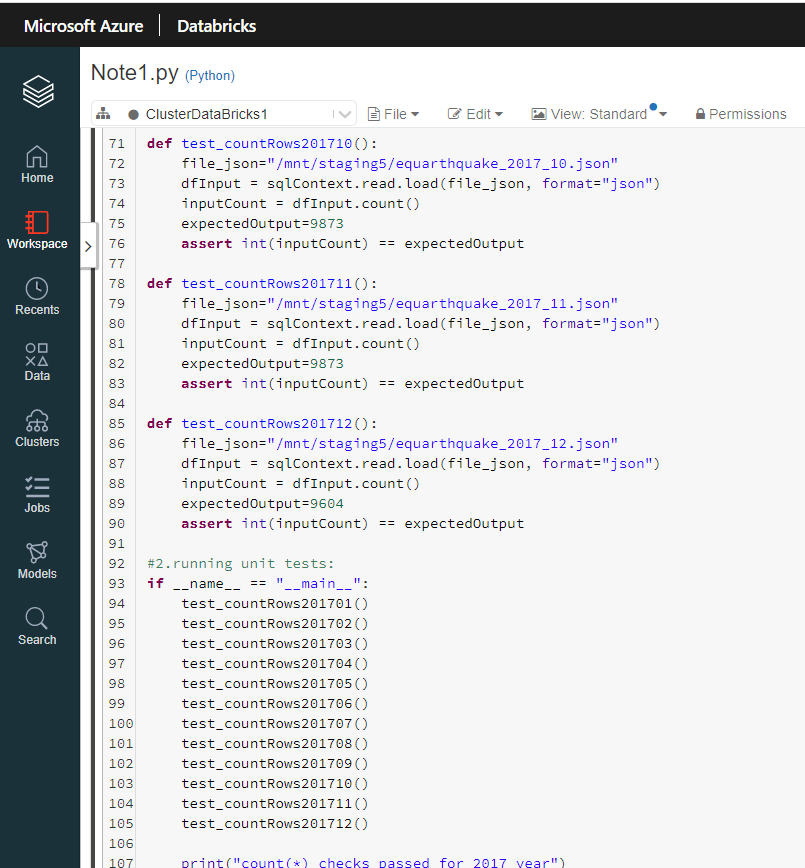 Microsoft Azure | Databricks
Note1.py (Python)
ClusterDataBricks1 File Edit View: Standard Permissions
Home
Workspace
Recents
Data
Clusters
Jobs
Models
Search
71 def test_countRows201710():
72     file_json="/mnt/staging5/equarthquake_2017_10.json"
73     dfInput = sqlContext.read.load(file_json, format="json")
74     inputCount = dfInput.count()
75     expectedOutput=9873
76     assert int(inputCount) == expectedOutput
77
78 def test_countRows201711():
79     file_json="/mnt/staging5/equarthquake_2017_11.json"
80     dfInput = sqlContext.read.load(file_json, format="json")
81     inputCount = dfInput.count()
82     expectedOutput=9873
83     assert int(inputCount) == expectedOutput
84
85 def test_countRows201712():
86     file_json="/mnt/staging5/equarthquake_2017_12.json"
87     dfInput = sqlContext.read.load(file_json, format="json")
88     inputCount = dfInput.count()
89     expectedOutput=9604
90     assert int(inputCount) == expectedOutput
91
92 #2.running unit tests:
93 if __name__ == "__main__":
94     test_countRows201701()
95     test_countRows201702()
96     test_countRows201703()
97     test_countRows201704()
98     test_countRows201705()
99     test_countRows201706()
100     test_countRows201707()
101     test_countRows201708()
102     test_countRows201709()
103     test_countRows201710()
104     test_countRows201711()
105     test_countRows201712()
106
107     print("count(*) checks passed for 2017 year")